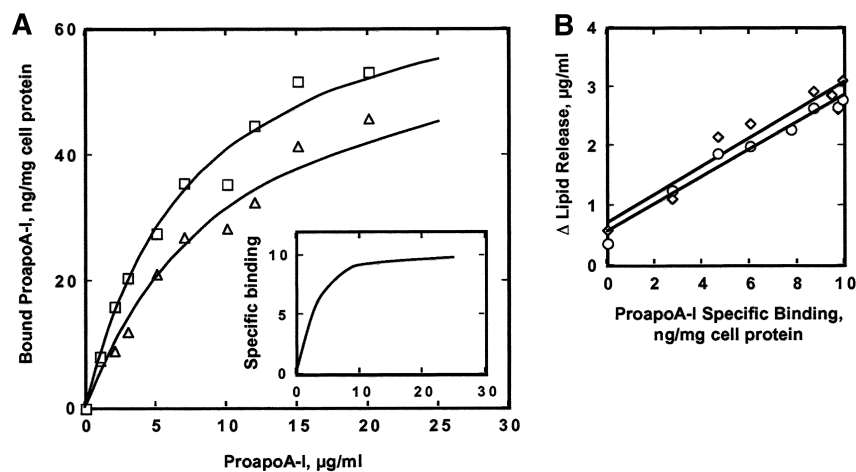 A
60
40
20
0
Bound ProapoA-I, ng/mg cell protein
0 5 10 15 20 25 30
ProapoA-I, µg/ml
10
5
0
Specific binding
0 10 20 30
B
4
3
2
1
0
Δ Lipid Release, µg/ml
0 2 4 6 8 10
ProapoA-I Specific Binding,
ng/mg cell protein